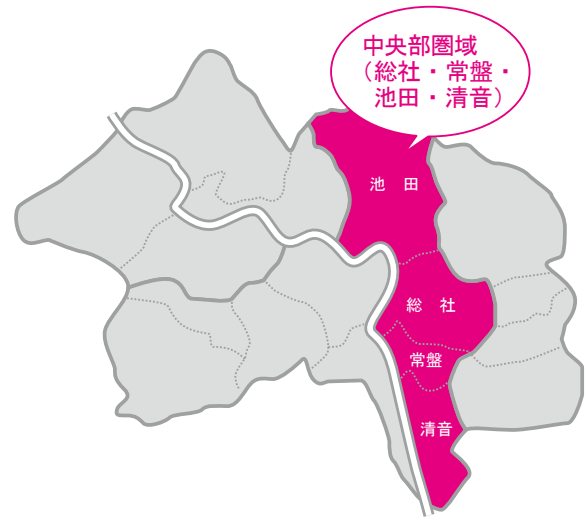 中央部圏域
（総社・常盤・
池田・清音）
池 田
総 社
常盤
清音